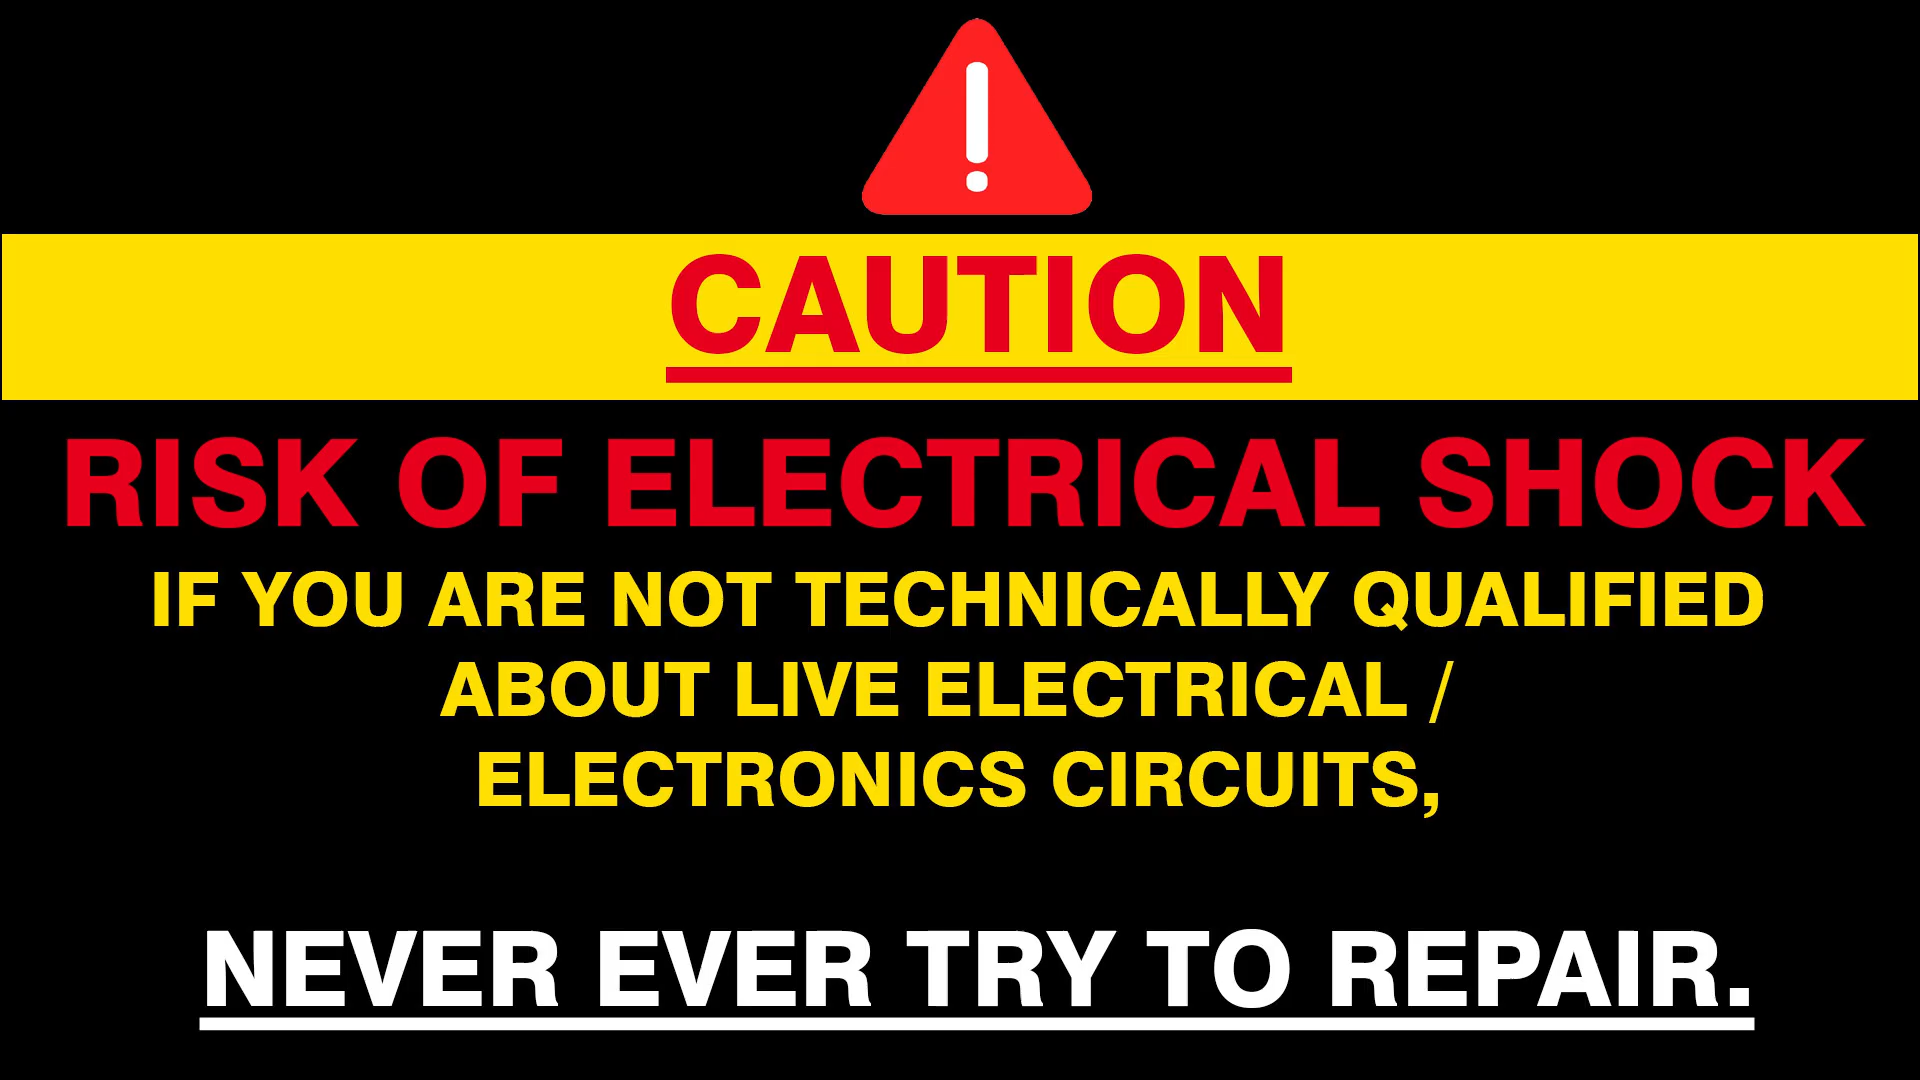 CAUTION
RISK OF ELECTRICAL SHOCK
IF YOU ARE NOT TECHNICALLY QUALIFIED
ABOUT LIVE ELECTRICAL /
ELECTRONICS CIRCUITS,
NEVER EVER TRY TO REPAIR.